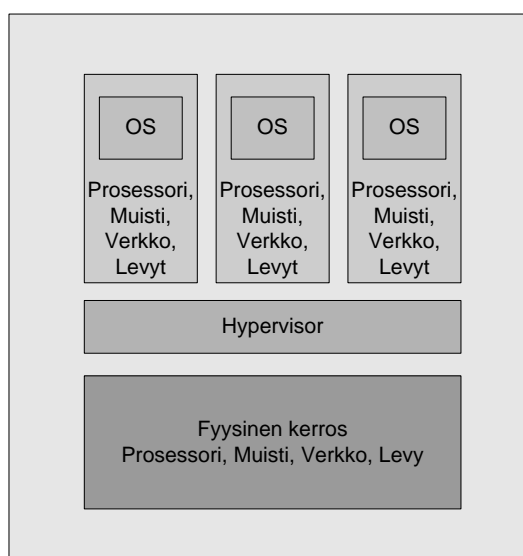 OS
Prosessori,
Muisti,
Verkko,
Levyt
OS
Prosessori,
Muisti,
Verkko,
Levyt
OS
Prosessori,
Muisti,
Verkko,
Levyt
Hypervisor
Fyysinen kerros
Prosessori, Muisti, Verkko, Levy